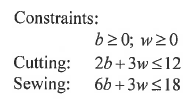 Constraints:
b ≥ 0; w ≥ 0
Cutting: 2b + 3w ≤ 12
Sewing: 6b + 3w ≤ 18